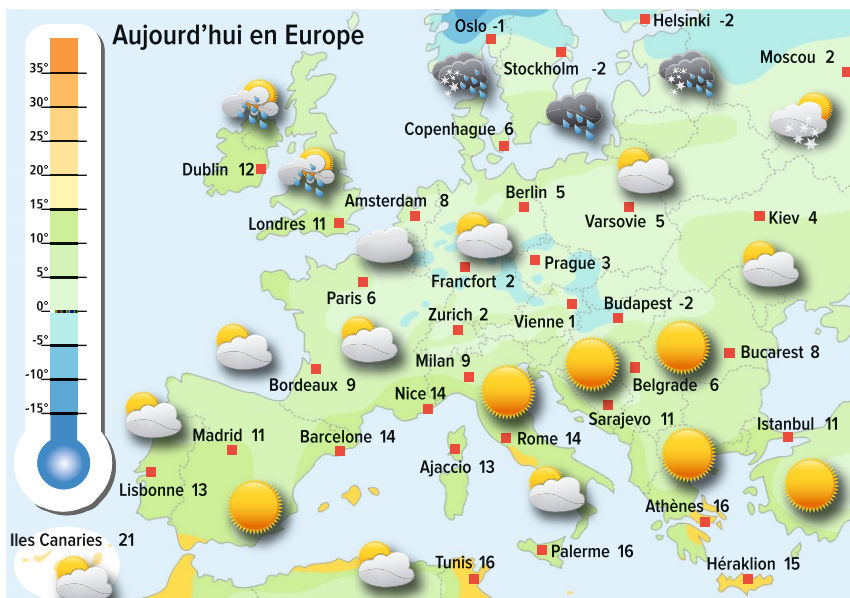 Aujourd'hui en Europe
35°
30°
25°
20°
15°
10°
5°
0°
-5°
-10°
-15°
Oslo -1
Helsinki -2
Stockholm -2
Moscou 2
Copenhague 6
Dublin 12
Amsterdam 8
Berlin 5
Londres 11
Varsovie 5
Kiev 4
Prague 3
Francfort 2
Paris 6
Zurich 2
Vienne 1
Budapest -2
Milan 9
Bucarest 8
Bordeaux 9
Nice 14
Belgrade 6
Sarajevo 11
Madrid 11
Barcelone 14
Rome 14
Istanbul 11
Ajaccio 13
Lisbonne 13
Athènes 16
Iles Canaries 21
Tunis 16
Palerme 16
Héraklion 15